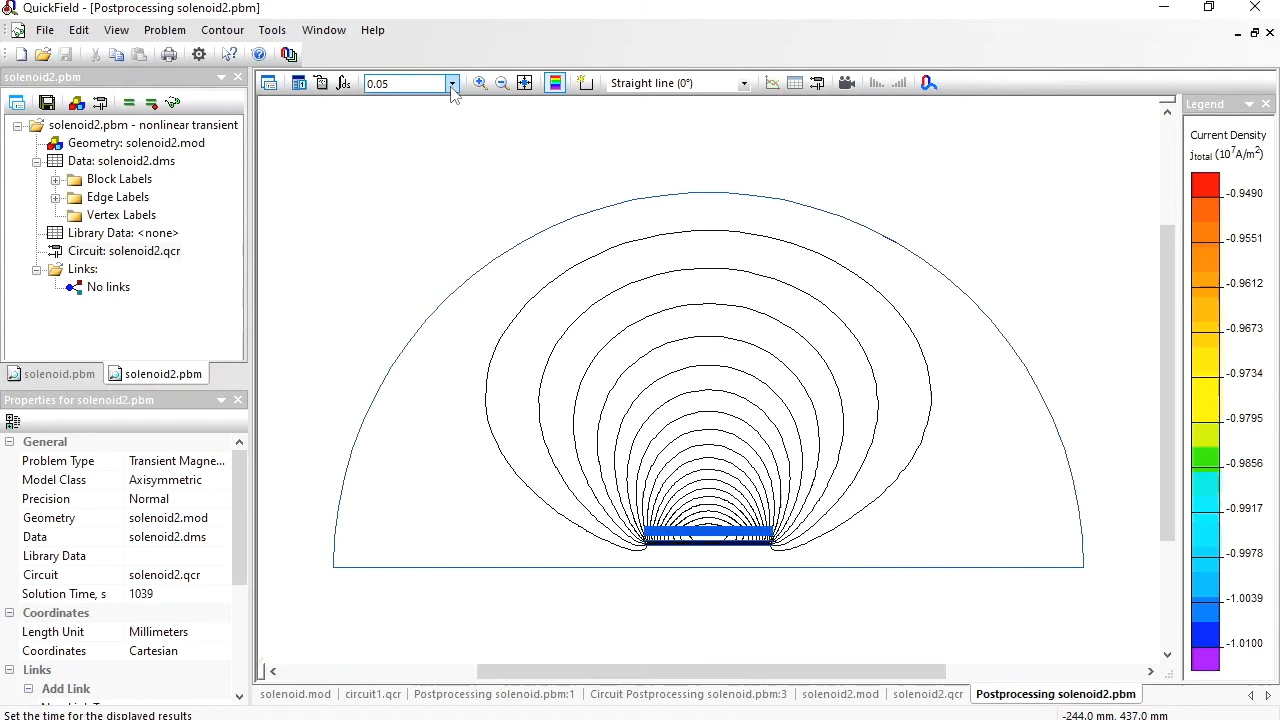 QuickField - [Postprocessing solenoid2.pbm]
File Edit View Problem Contour Tools Window Help
solenoid2.pbm
0.05
Straight line (0°)
Legend
solenoid2.pbm - nonlinear transient
Geometry: solenoid2.mod
Data: solenoid2.dms
Block Labels
Edge Labels
Vertex Labels
Library Data: <none>
Circuit: solenoid2.qcr
Links:
No links
solenoid.pbm solenoid2.pbm
Properties for solenoid2.pbm
General
Problem Type Transient Magne...
Model Class Axisymmetric
Precision Normal
Geometry solenoid2.mod
Data solenoid2.dms
Library Data
Circuit solenoid2.qcr
Solution Time, s 1039
Coordinates
Length Unit Millimeters
Coordinates Cartesian
Links
Add Link
Current Density
jtotal (10⁷A/m²)
-0.9490
-0.9551
-0.9612
-0.9673
-0.9734
-0.9795
-0.9856
-0.9917
-0.9978
-1.0039
-1.0100
solenoid.mod circuit1.qcr Postprocessing solenoid.pbm:1 Circuit Postprocessing solenoid.pbm:3 solenoid2.mod solenoid2.qcr Postprocessing solenoid2.pbm
Set the time for the displayed results
-244.0 mm, 437.0 mm